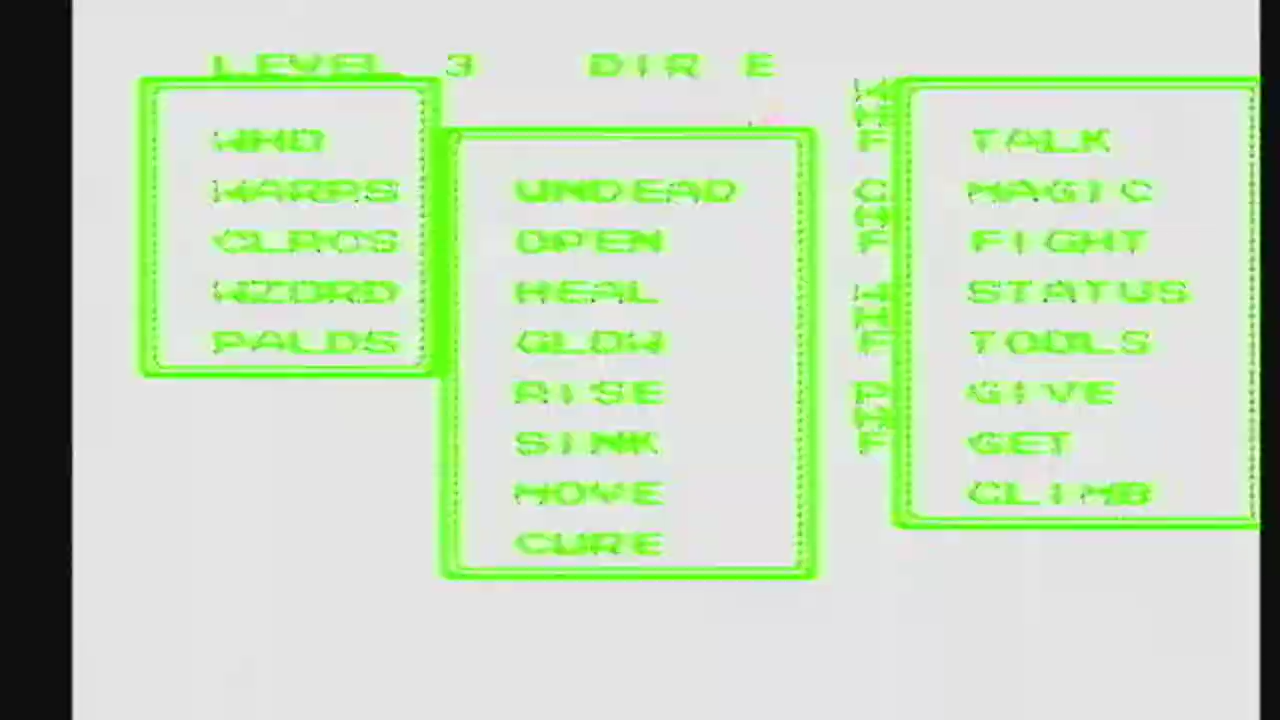 LEVEL 3 DIR E
WHO
WARPS
CLRCS
WZDRD
PALDS
UNDEAD
OPEN
HEAL
GLOW
RISE
SINK
MOVE
CURE
TALK
MAGIC
FIGHT
STATUS
TOOLS
GIVE
GET
CLIMB